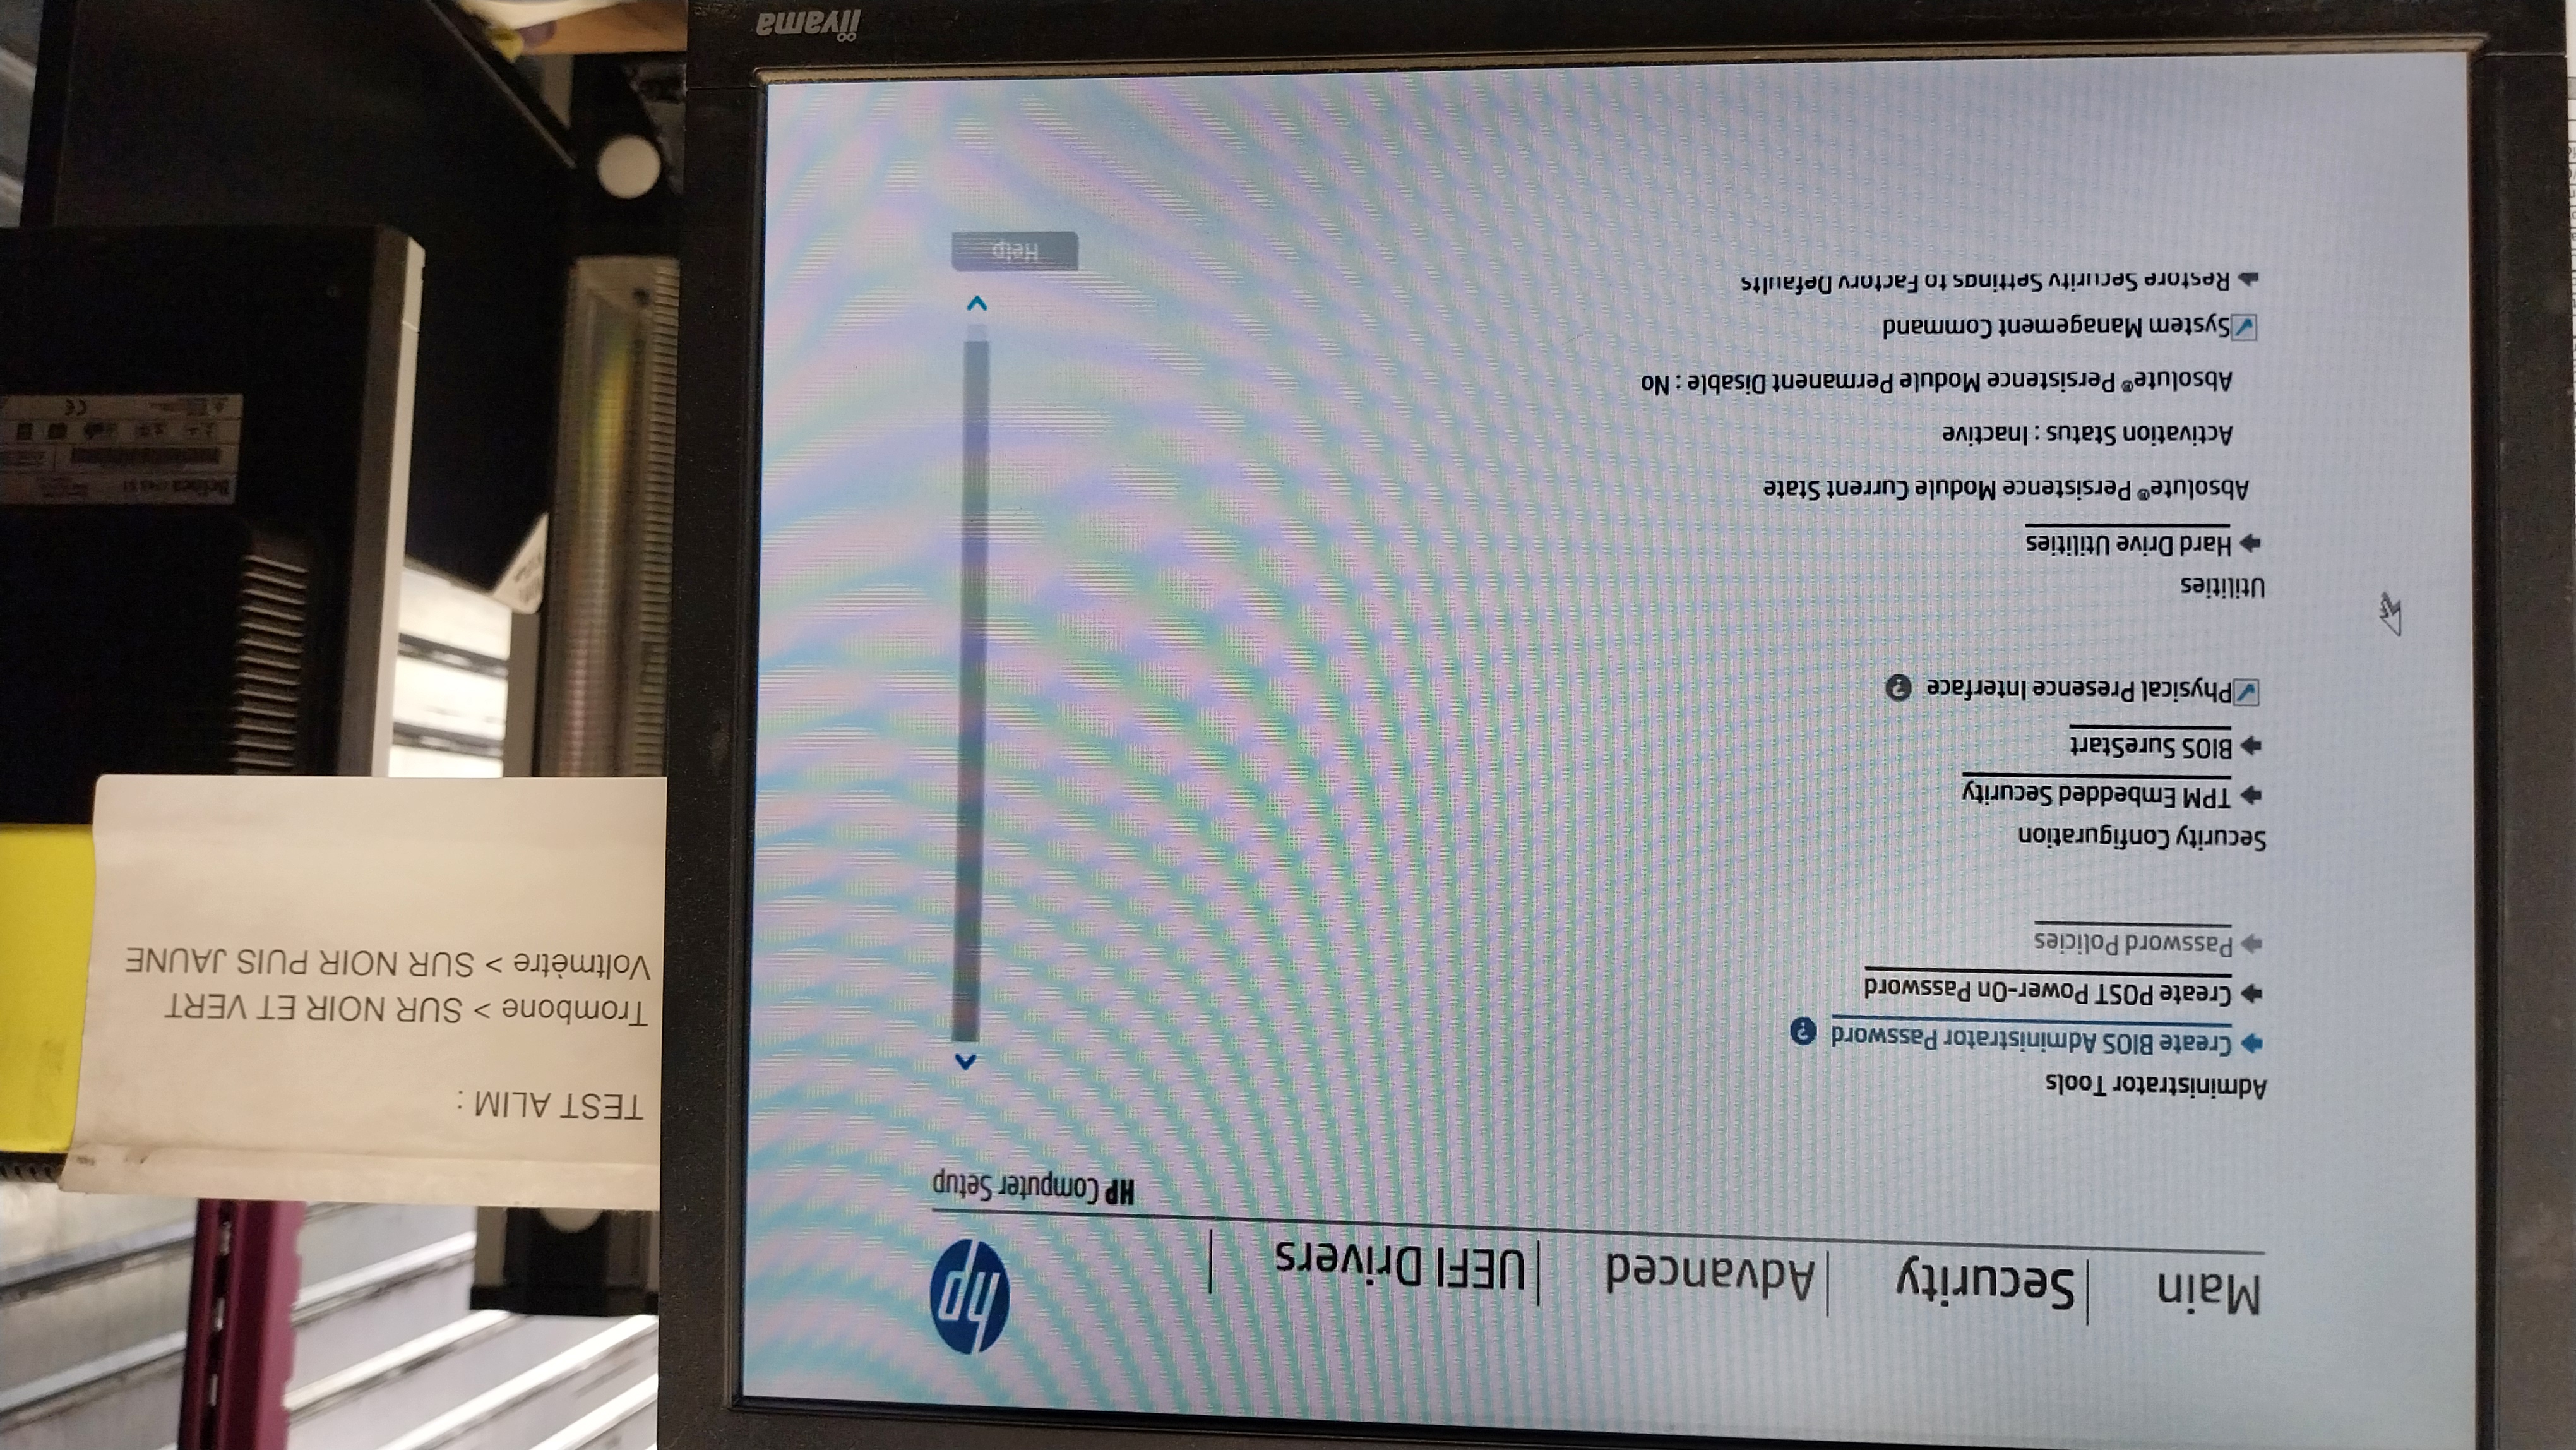 Main
Security
Advanced
UEFI Drivers
hp
HP Computer Setup
Administrator Tools
Create BIOS Administrator Password ?
Create POST Power-On Password
Password Policies
Security Configuration
TPM Embedded Security
BIOS SureStart
Physical Presence Interface ?
Utilities
Hard Drive Utilities
Absolute® Persistence Module Current State
Activation Status : Inactive
Absolute® Persistence Module Permanent Disable : No
System Management Command
Restore Security Settings to Factory Defaults
Help
iiyama
TEST ALIM :
Trombone > SUR NOIR ET VERT
Voltmètre > SUR NOIR PUIS JAUNE
Belinea
CE